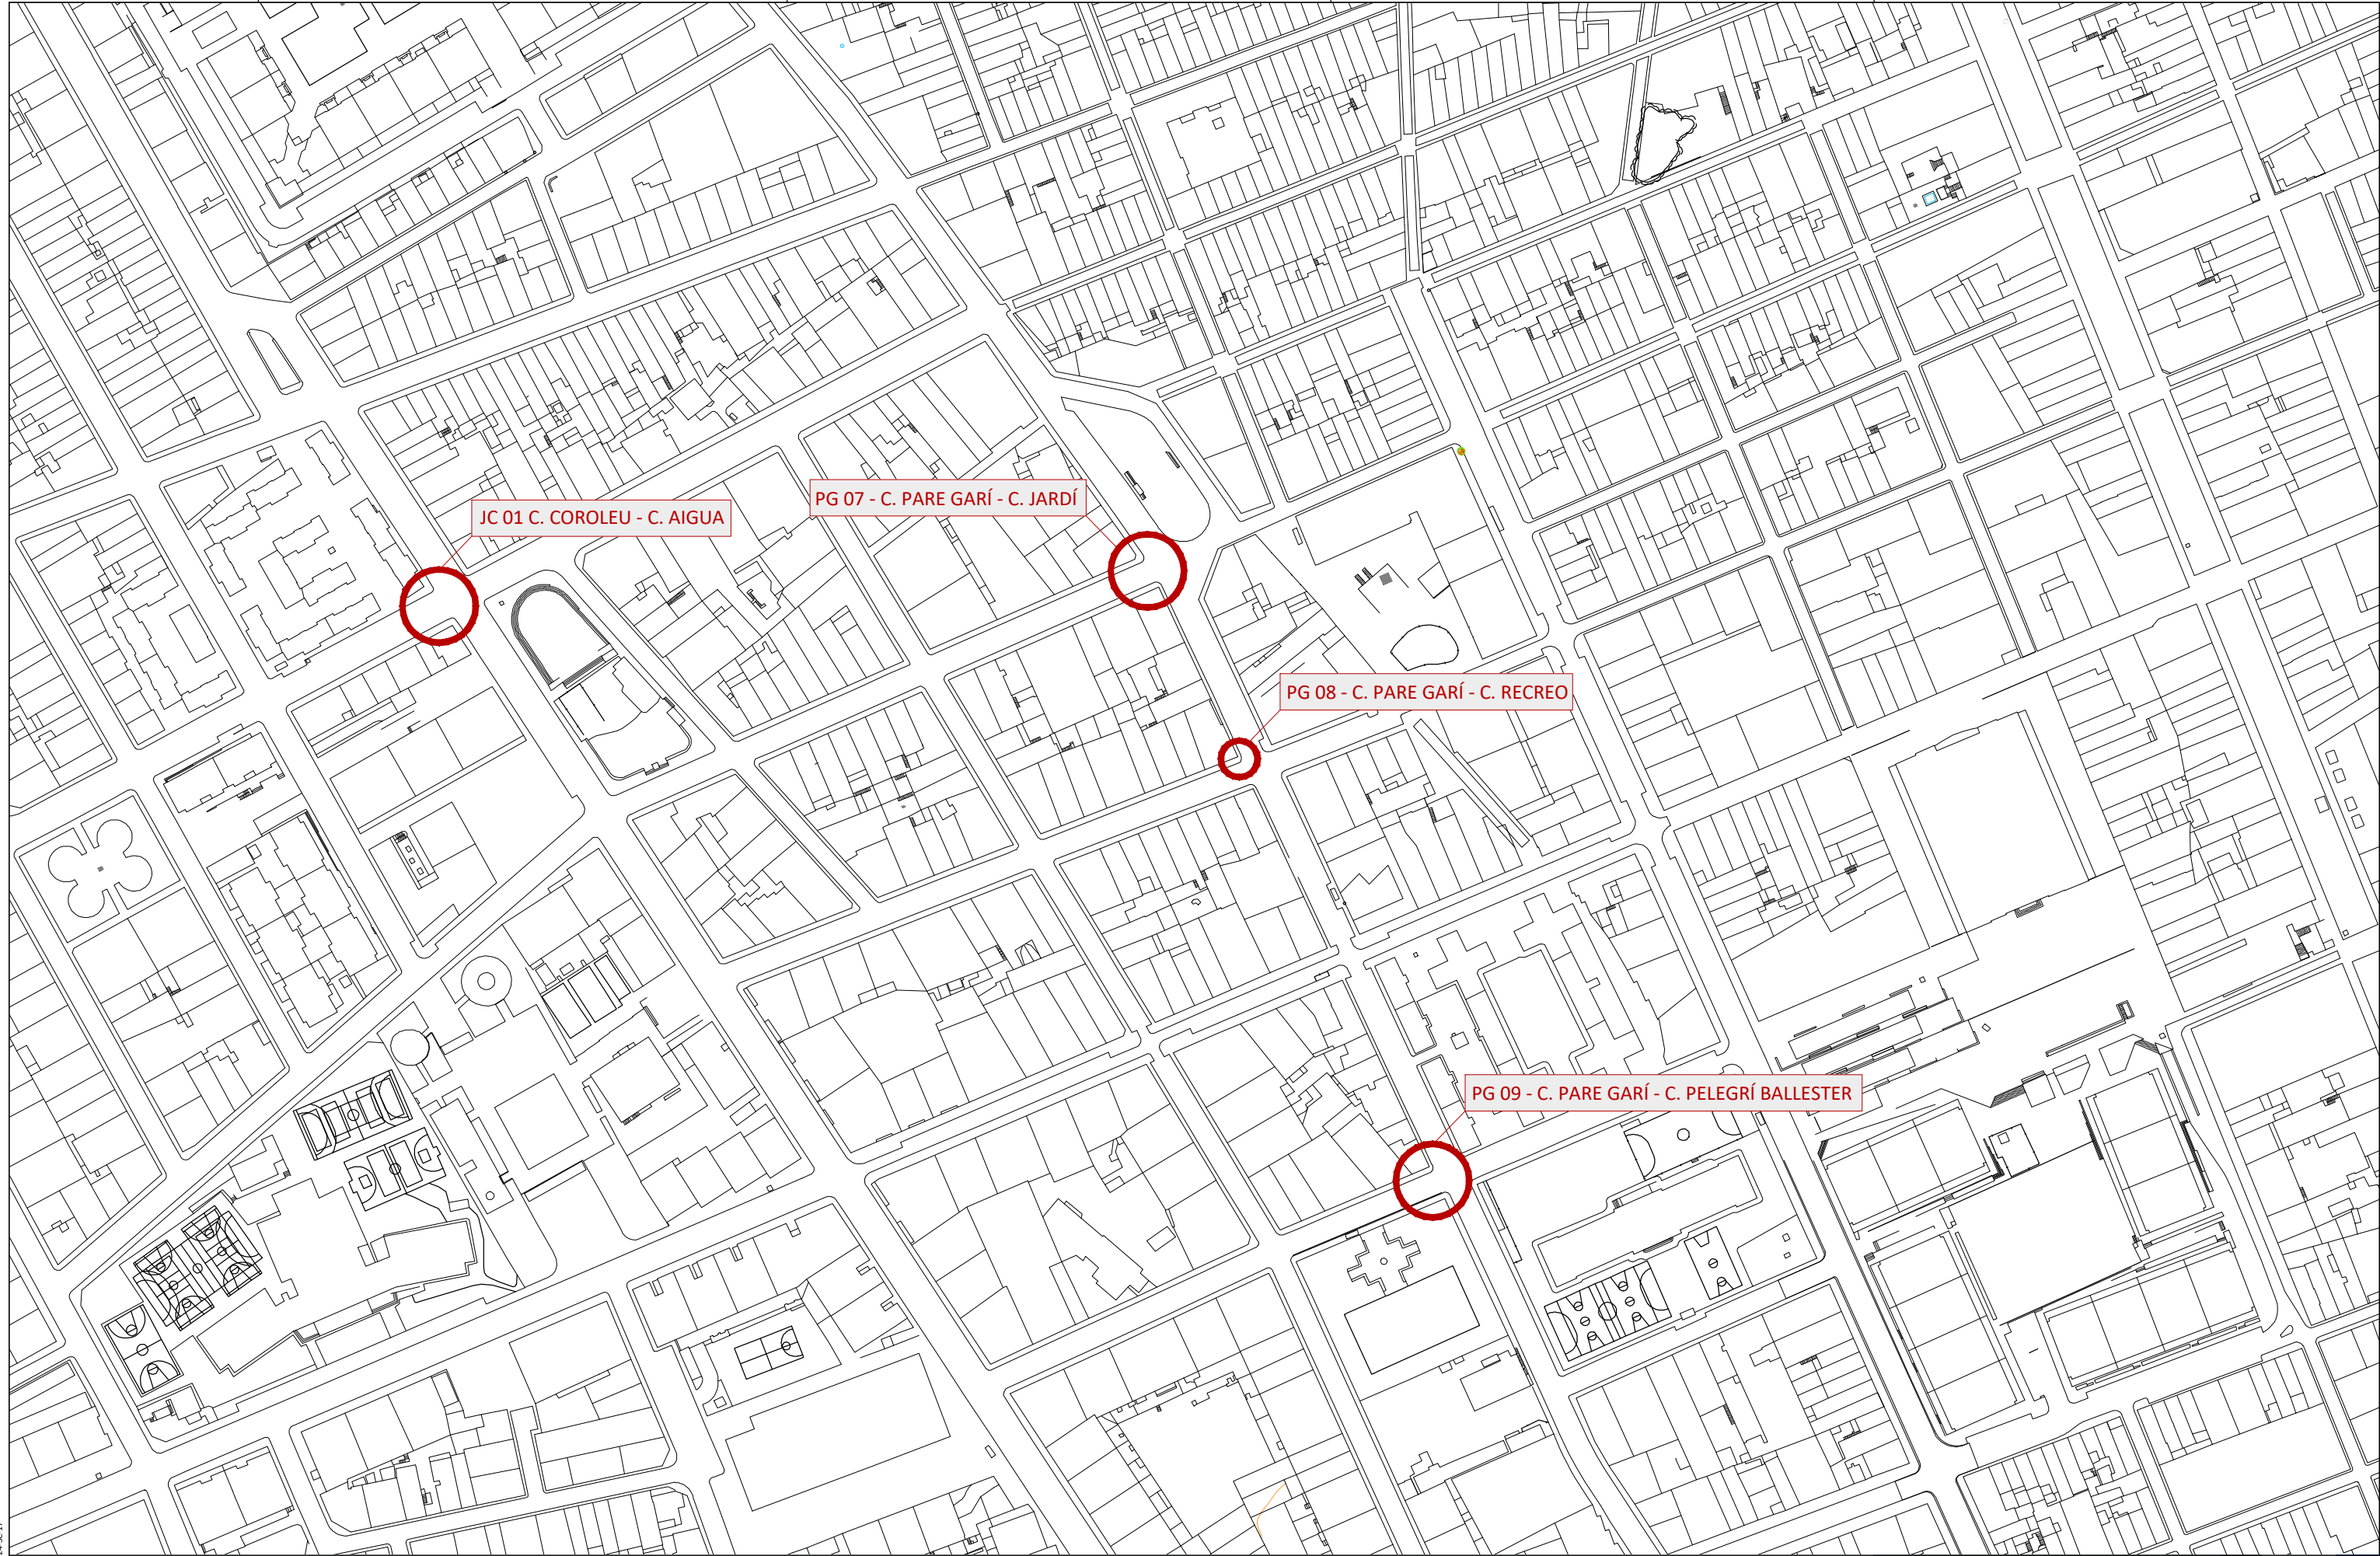 PG 07 - C. PARE GARÍ - C. JARDÍ
JC 01 C. COROLEU - C. AIGUA
PG 08 - C. PARE GARÍ - C. RECREO
PG 09 - C. PARE GARÍ - C. PELEGRÍ BALLESTER